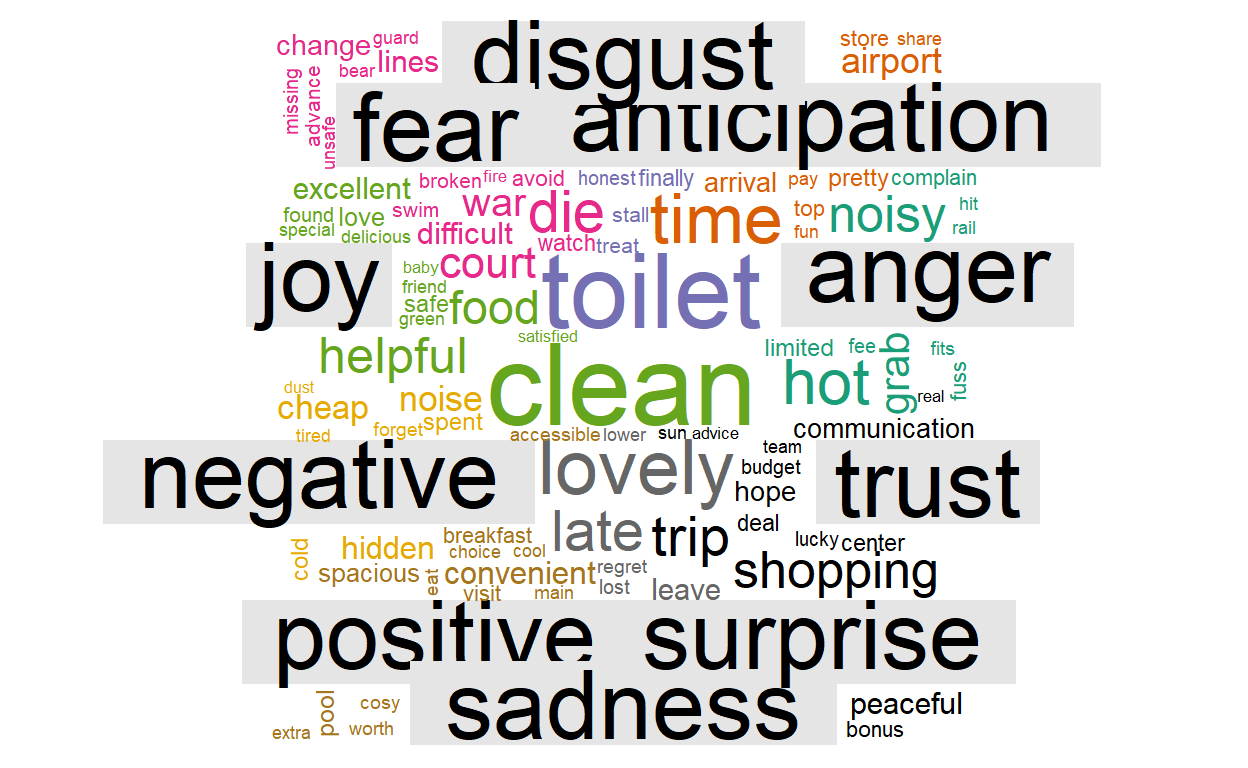 disgust
change guard
store share
bear lines
airport
missing advance unsafe
fear anticipation
excellent broken fire avoid honest finally arrival pay pretty complain
found love swim war die stall time top noisy hit
special delicious difficult watch treat fun rail
joy baby court toilet anger
friend
safe food
green
helpful satisfied limited fee grab fits
clean hot fuss
dust real
cheap noise
tired forget spent accessible lower sun advice communication
negative lovely team trust
budget
hope
late trip deal
cold hidden breakfast lucky center
choice cool
spacious eat convenient regret shopping
visit main lost leave
positive surprise
sadness
pool cosy peaceful
extra worth bonus